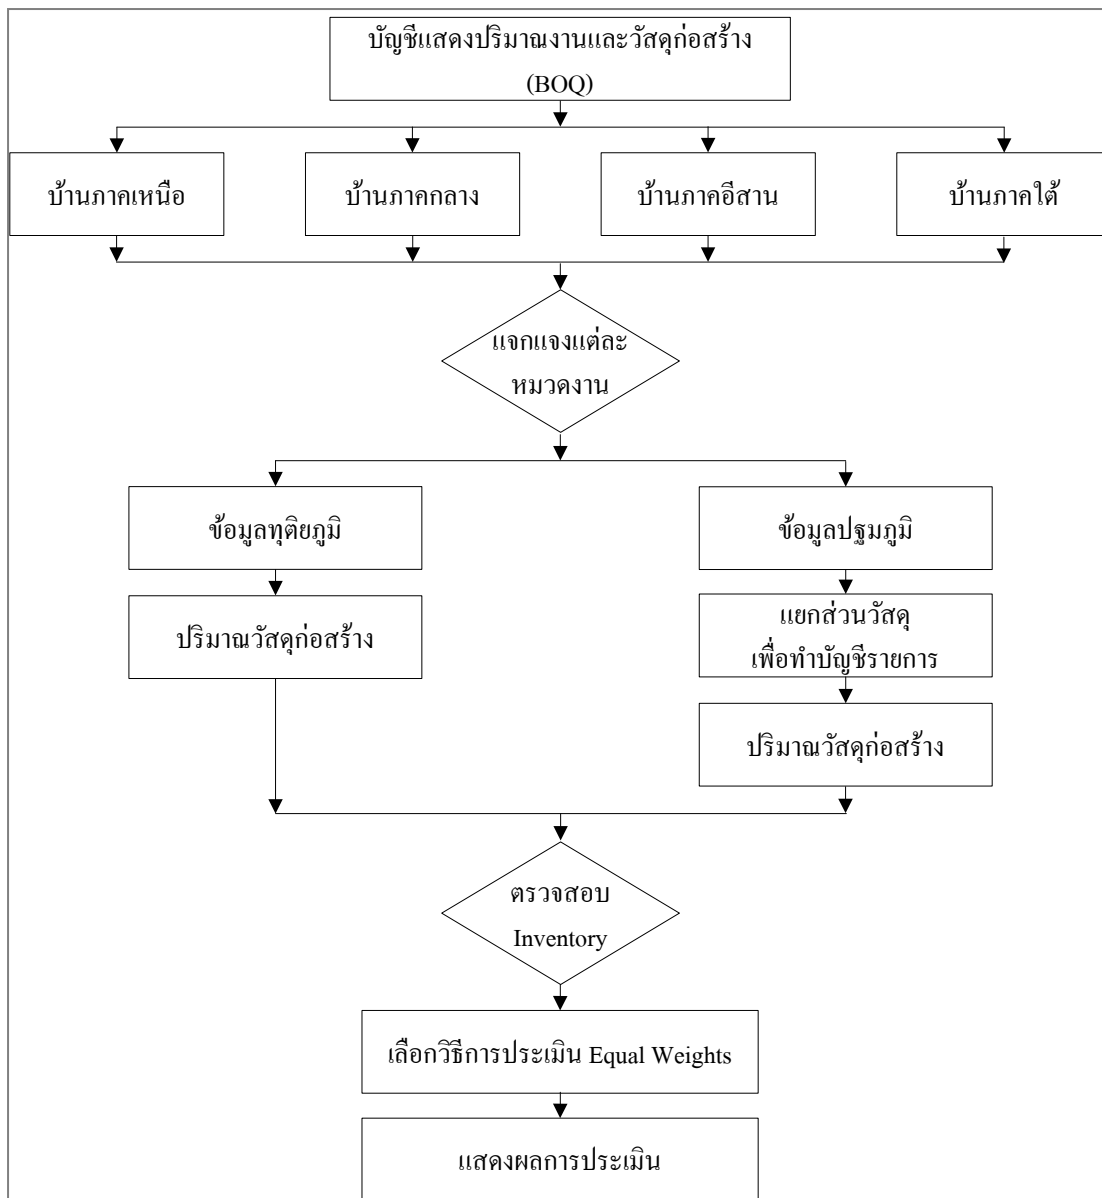 บัญชีแสดงปริมาณงานและวัสดุก่อสร้าง
(BOQ)
บ้านภาคเหนือ
บ้านภาคกลาง
บ้านภาคอีสาน
บ้านภาคใต้
แจกแจงแต่ละ
หมวดงาน
ข้อมูลทุติยภูมิ
ข้อมูลปฐมภูมิ
ปริมาณวัสดุก่อสร้าง
แยกส่วนวัสดุ
เพื่อทำบัญชีรายการ
ปริมาณวัสดุก่อสร้าง
ตรวจสอบ
Inventory
เลือกวิธีการประเมิน Equal Weights
แสดงผลการประเมิน